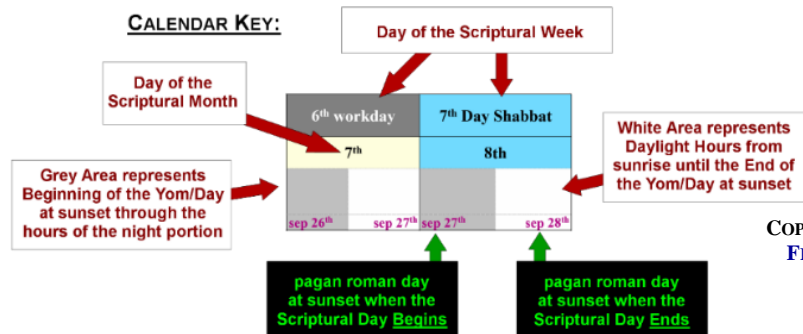 CALENDAR KEY:
Day of the Scriptural Week
Day of the
Scriptural Month
6th workday
7th Day Shabbat
7th
8th
Grey Area represents
Beginning of the Yom/Day
at sunset through the
hours of the night portion
White Area represents
Daylight Hours from
sunrise until the End of
the Yom/Day at sunset
sep 26th
sep 27th
sep 27th
sep 28th
pagan roman day
at sunset when the
Scriptural Day Begins
pagan roman day
at sunset when the
Scriptural Day Ends